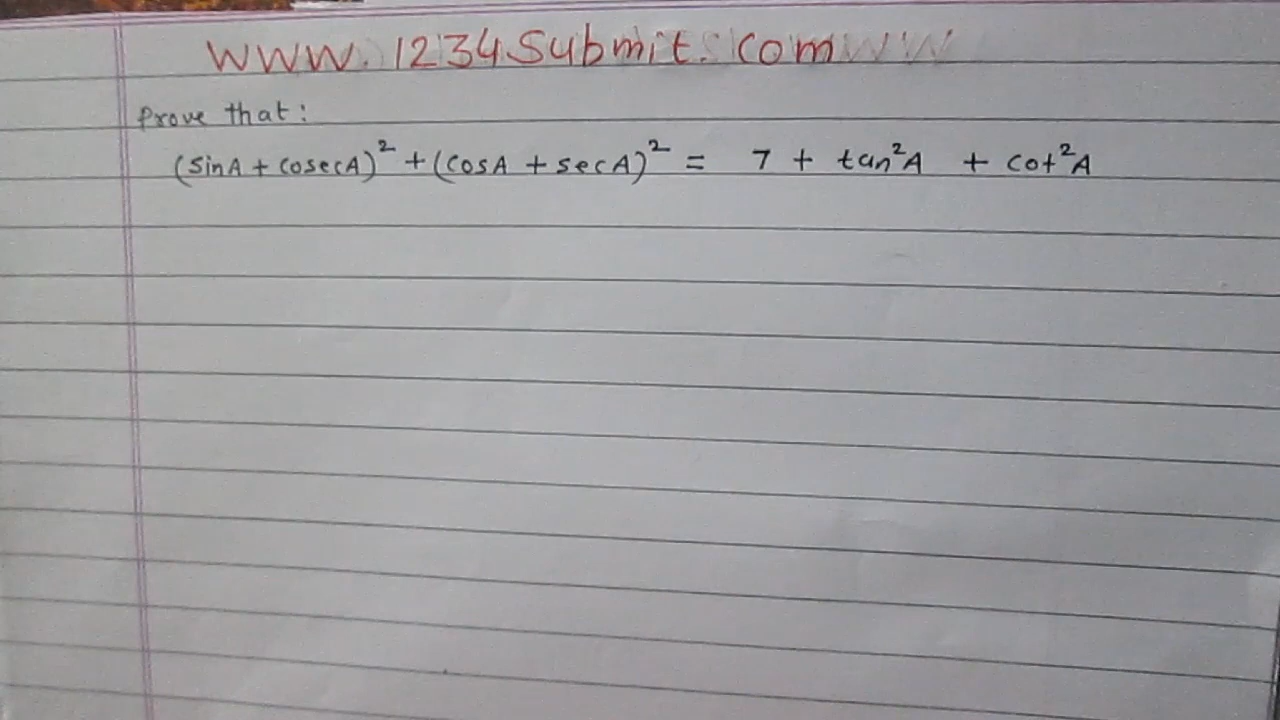 WWW.1234Submit.com
Prove that:
(sinA + cosecA)² + (cosA + secA)² = 7 + tan²A + cot²A